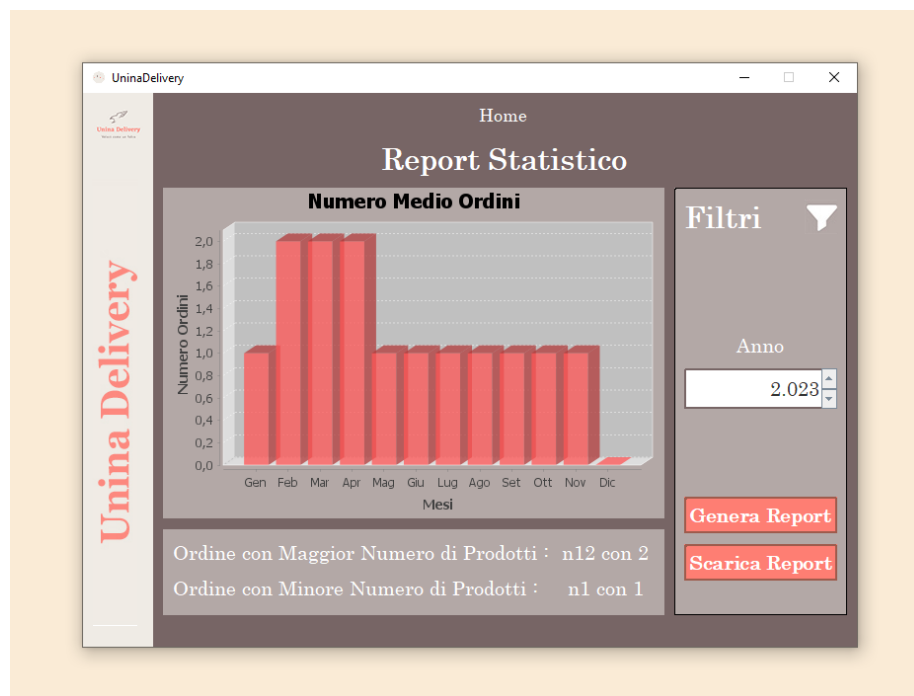 UninaDelivery
Unina Delivery
Home
Report Statistico
Unina Delivery
Numero Medio Ordini
Numero Ordini
2,0
1,8
1,6
1,4
1,2
1,0
0,8
0,6
0,4
0,2
0,0
Gen Feb Mar Apr Mag Giu Lug Ago Set Ott Nov Dic
Mesi
Ordine con Maggior Numero di Prodotti : n12 con 2
Ordine con Minore Numero di Prodotti : n1 con 1
Filtri
Anno
2.023
Genera Report
Scarica Report